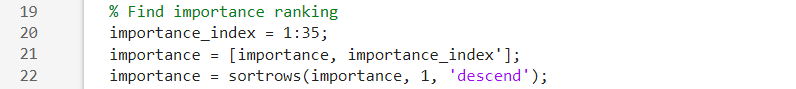 19 % Find importance ranking
20 importance_index = 1:35;
21 importance = [importance, importance_index'];
22 importance = sortrows(importance, 1, 'descend');